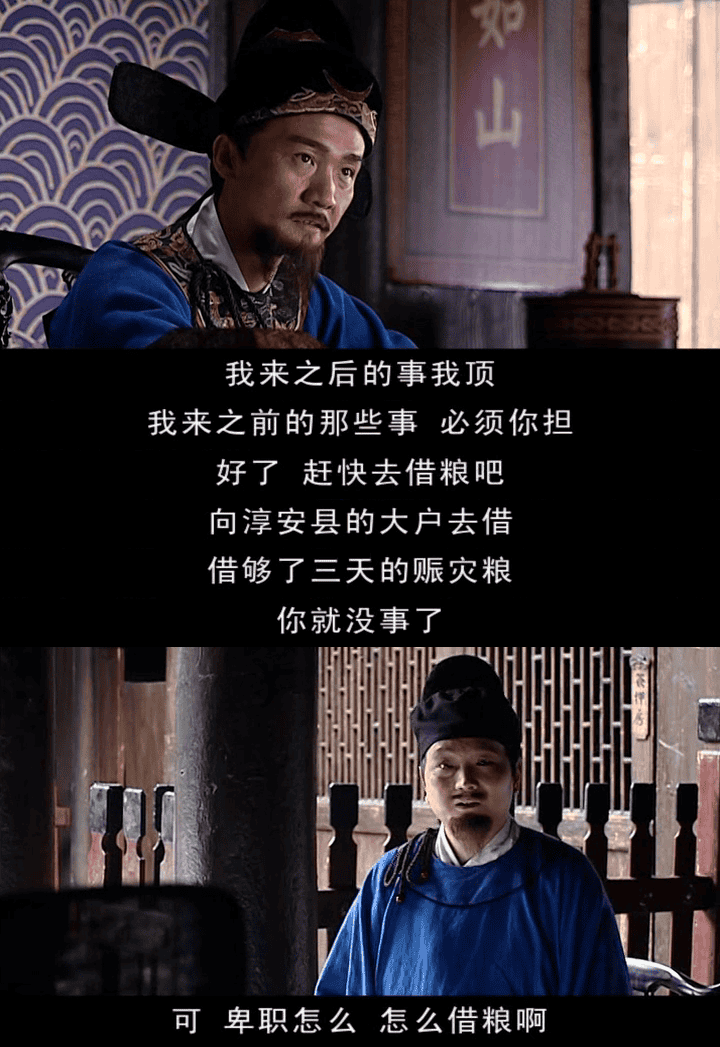 如山
我来之后的事我顶
我来之前的那些事 必须你担
好了 赶快去借粮吧
向淳安县的大户去借
借够了三天的赈灾粮
你就没事了
可 卑职怎么 怎么借粮啊